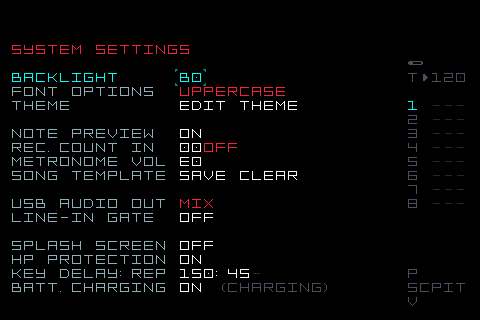 SYSTEM SETTINGS
BACKLIGHT B0
T 120
FONT OPTIONS UPPERCASE
THEME EDIT THEME
1 ---
2 ---
NOTE PREVIEW ON
3 ---
REC. COUNT IN 00OFF
4 ---
METRONOME VOL E0
5 ---
SONG TEMPLATE SAVE CLEAR
6 ---
7 ---
USB AUDIO OUT MIX
8 ---
LINE-IN GATE OFF
SPLASH SCREEN OFF
HP PROTECTION ON
KEY DELAY: REP 150: 45-
P
BATT. CHARGING ON (CHARGING)
SCPIT
V